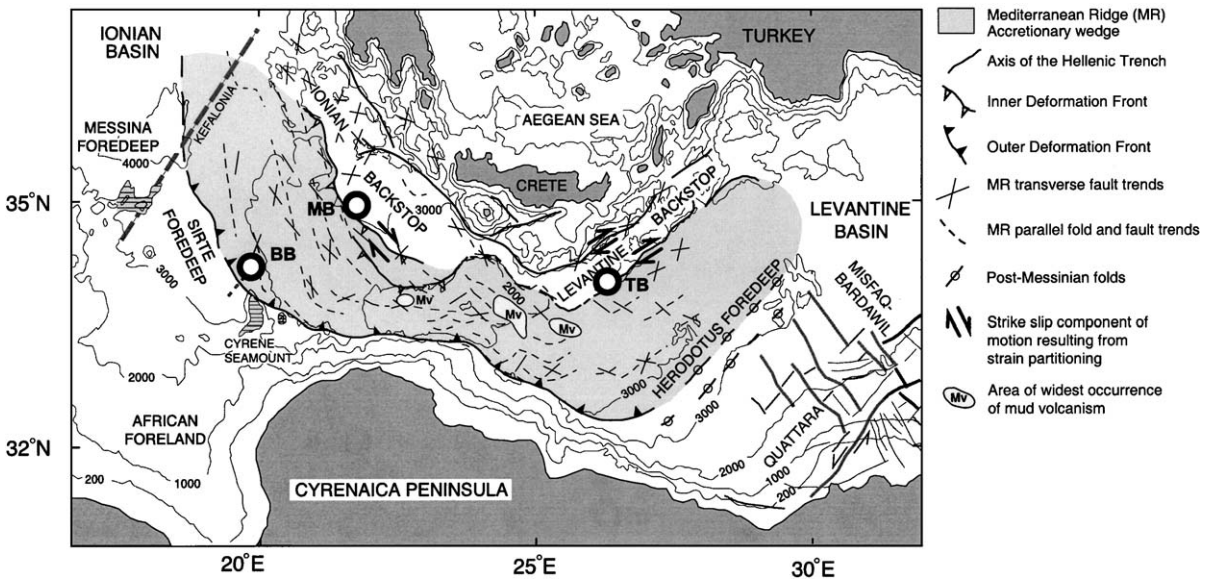 IONIAN
BASIN
TURKEY
KEFALONIA
MESSINA
FOREDEEP
4000
IONIAN
AEGEAN SEA
CRETE
35°N
MB
BACKSTOP
3000
LEVANTINE
BACKSTOP
LEVANTINE
BASIN
SIRTE
FOREDEEP
3000
BB
TB
Mv
2000
Mv
Mv
CYRENE
SEAMOUNT
HERODOTUS FOREDEEP
MISFAQ-
BARDAWIL
3000
3000
2000
AFRICAN
FORELAND
32°N
200
1000
QUATTARA
2000
1000
200
CYRENAICA PENINSULA
20°E
25°E
30°E
Mediterranean Ridge (MR)
Accretionary wedge
Axis of the Hellenic Trench
Inner Deformation Front
Outer Deformation Front
MR transverse fault trends
MR parallel fold and fault trends
Post-Messinian folds
Strike slip component of
motion resulting from
strain partitioning
Mv
Area of widest occurrence
of mud volcanism